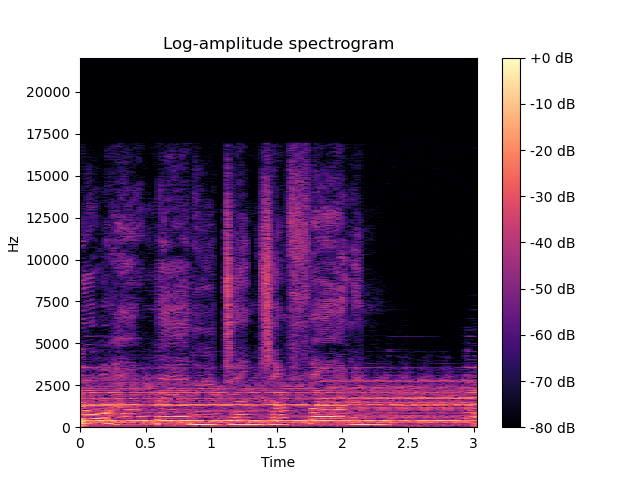 Log-amplitude spectrogram
Hz
20000
17500
15000
12500
10000
7500
5000
2500
0
0 0.5 1 1.5 2 2.5 3
Time
+0 dB
-10 dB
-20 dB
-30 dB
-40 dB
-50 dB
-60 dB
-70 dB
-80 dB